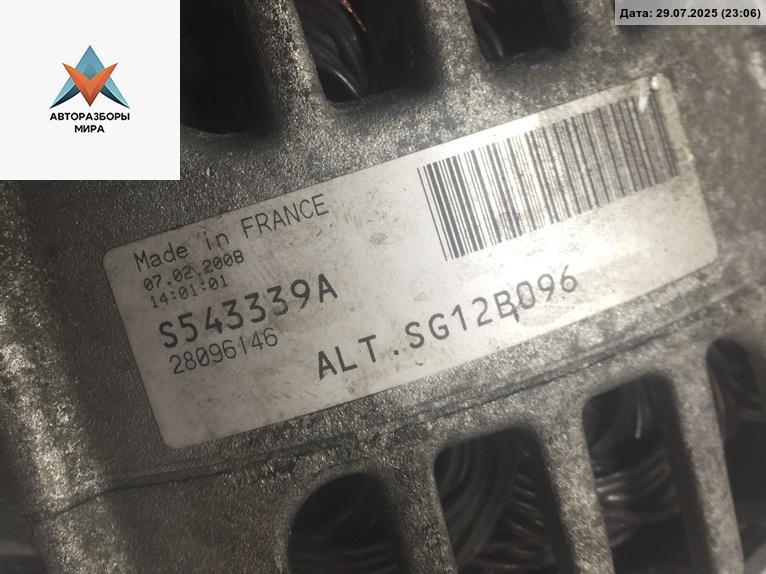 Дата: 29.07.2025 (23:06)
АВТОРАЗБОРЫ
МИРА
Made in FRANCE
07.02.2008
14:01:01
S543339A
28096146
ALT.SG12B096